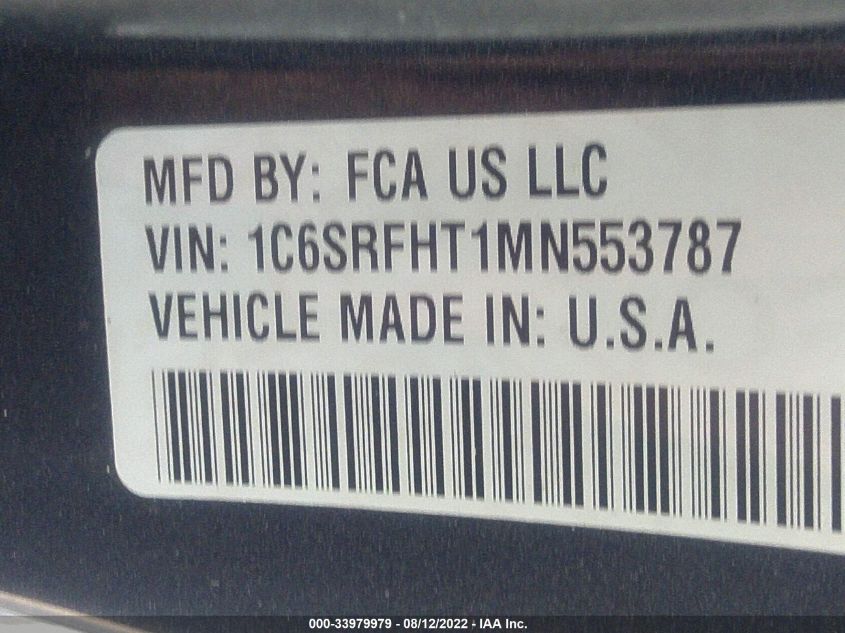 MFD BY: FCA US LLC
VIN: 1C6SRFHT1MN553787
VEHICLE MADE IN: U.S.A.
000-33979979 - 08/12/2022 - IAA Inc.